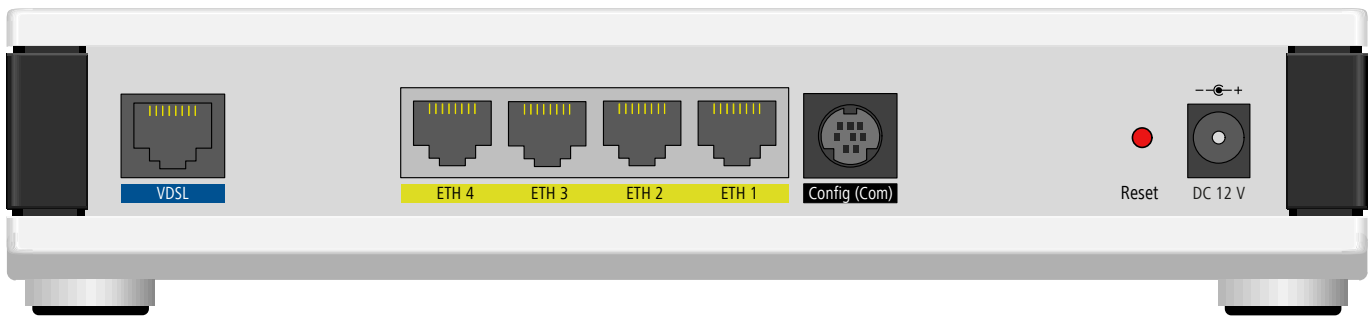 VDSL
ETH 4
ETH 3
ETH 2
ETH 1
Config (Com)
Reset
DC 12 V